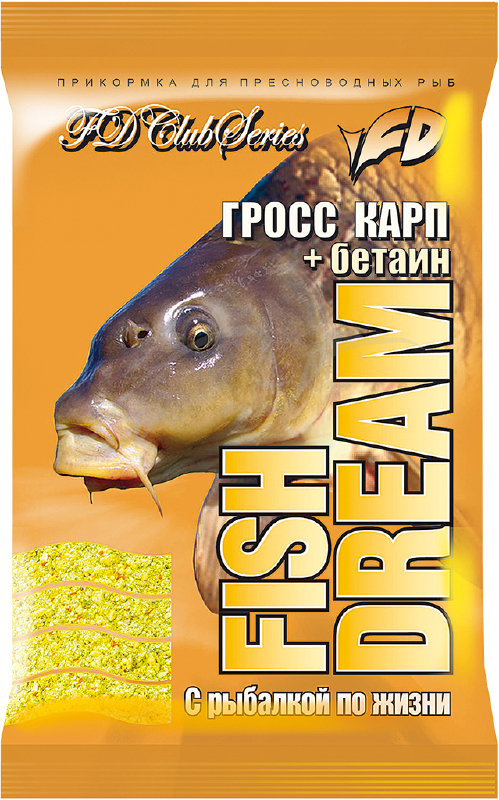 ПРИКОРМКА ДЛЯ ПРЕСНОВОДНЫХ РЫБ
FD Club Series
FD
ГРОСС КАРП
+ бетаин
FISH
DREAM
С рыбалкой по жизни